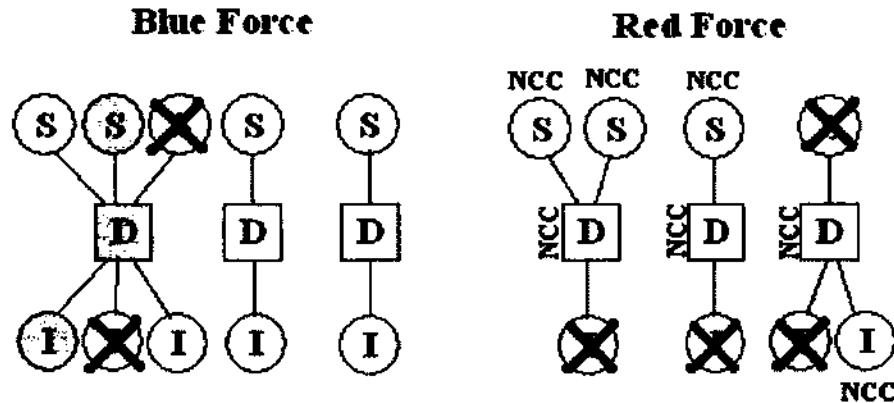 Blue Force Red Force
NCC NCC NCC
S S S S S S S
NCC D D D NCC D NCC D D
I I I I I
NCC